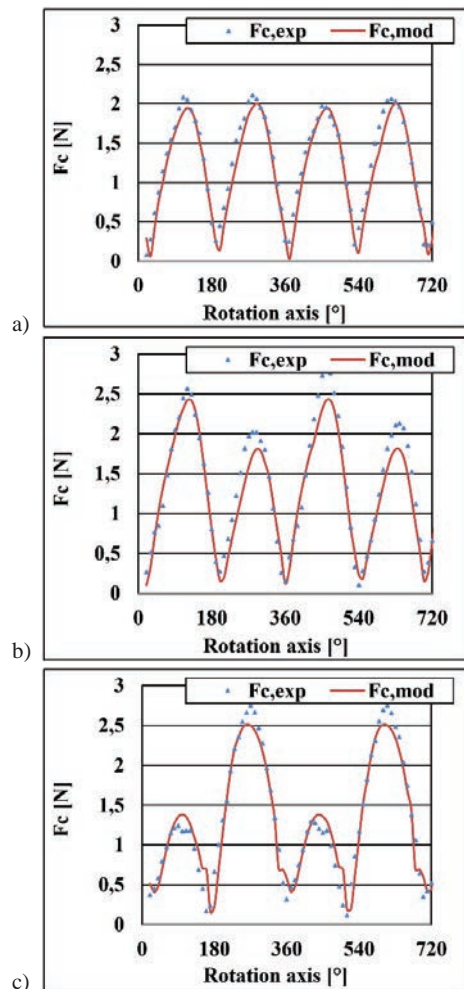 Fc,exp Fc,mod
3
2,5
2
1,5
1
0,5
0
Fc [N]
0 180 360 540 720
Rotation axis [°]
a)
Fc,exp Fc,mod
3
2,5
2
1,5
1
0,5
0
Fc [N]
0 180 360 540 720
Rotation axis [°]
b)
Fc,exp Fc,mod
3
2,5
2
1,5
1
0,5
0
Fc [N]
0 180 360 540 720
Rotation axis [°]
c)